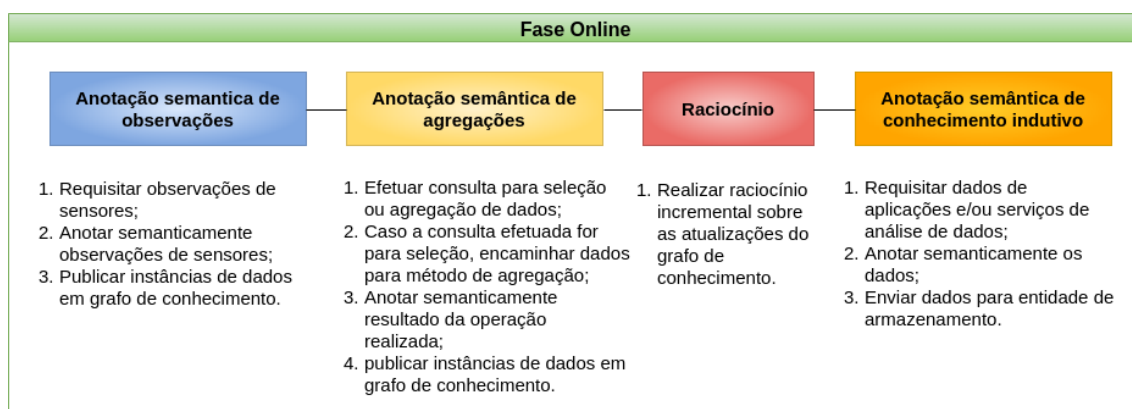 Fase Online
Anotação semantica de
observações
Anotação semântica de
agregações
Raciocínio
Anotação semântica de
conhecimento indutivo
1. Requisitar observações de
sensores;
2. Anotar semanticamente
observações de sensores;
3. Publicar instâncias de dados
em grafo de conhecimento.
1. Efetuar consulta para seleção
ou agregação de dados;
2. Caso a consulta efetuada for
para seleção, encaminhar dados
para método de agregação;
3. Anotar semanticamente
resultado da operação
realizada;
4. publicar instâncias de dados em
grafo de conhecimento.
1. Realizar raciocínio
incremental sobre
as atualizações do
grafo de
conhecimento.
1. Requisitar dados de
aplicações e/ou serviços de
análise de dados;
2. Anotar semanticamente os
dados;
3. Enviar dados para entidade de
armazenamento.